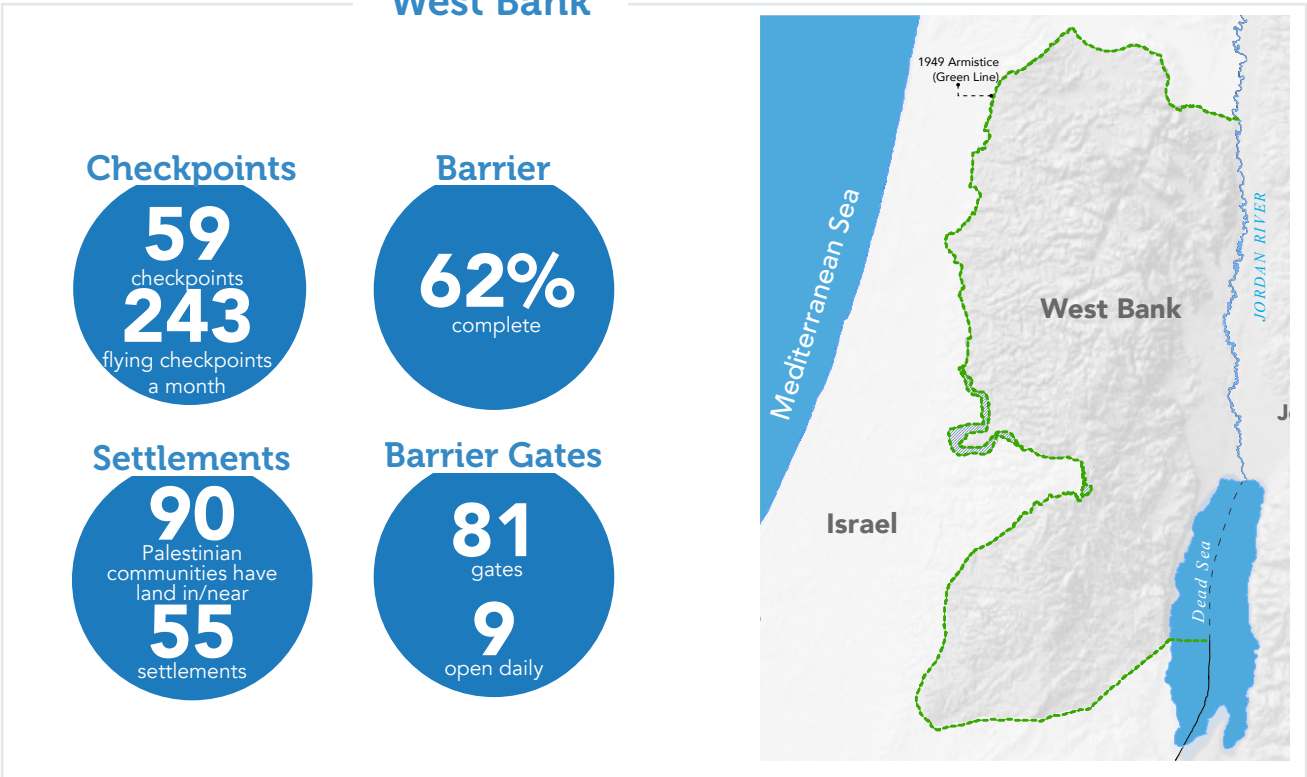 West Bank
Checkpoints
59
checkpoints
243
flying checkpoints
a month
Barrier
62%
complete
Settlements
90
Palestinian
communities have
land in/near
55
settlements
Barrier Gates
81
gates
9
open daily
1949 Armistice
(Green Line)
Mediterranean Sea
West Bank
JORDAN RIVER
Israel
Dead Sea